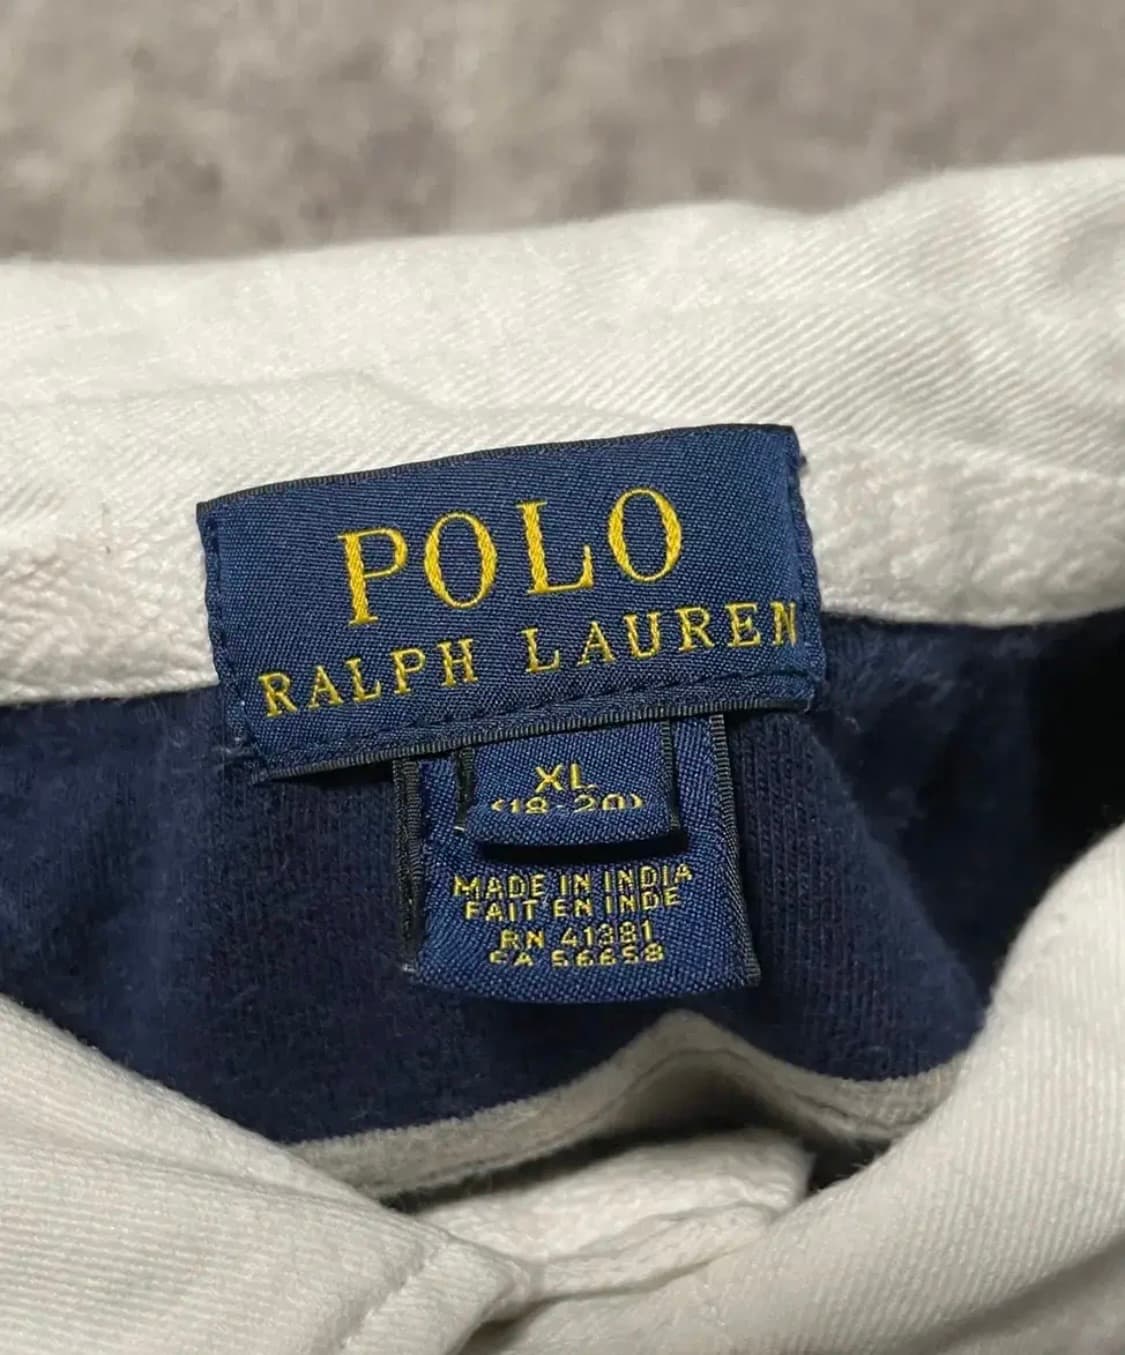 POLO
RALPH LAUREN
XL
(18-20)
MADE IN INDIA
FAIT EN INDE
RN 41381
CA 56658